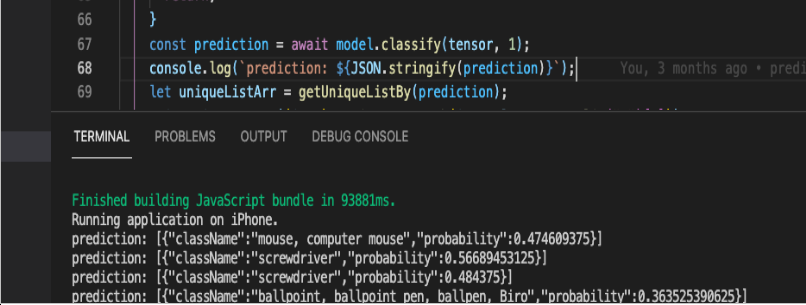 66 }
67 const prediction = await model.classify(tensor, 1);
68 console.log(`prediction: ${JSON.stringify(prediction)}`); You, 3 months ago • predi
69 let uniqueListArr = getUniqueListBy(prediction);
TERMINAL PROBLEMS OUTPUT DEBUG CONSOLE
Finished building JavaScript bundle in 93881ms.
Running application on iPhone.
prediction: [{"className":"mouse, computer mouse","probability":0.474609375}]
prediction: [{"className":"screwdriver","probability":0.56689453125}]
prediction: [{"className":"screwdriver","probability":0.484375}]
prediction: [{"className":"ballpoint, ballpoint pen, ballpen, Biro","probability":0.363525390625}]